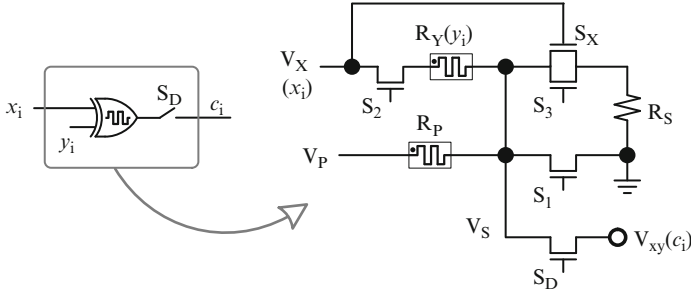 x_i
y_i
S_D
c_i
V_X
(x_i)
S_2
R_Y(y_i)
S_X
S_3
R_S
V_P
R_P
S_1
V_S
S_D
V_xy(c_i)